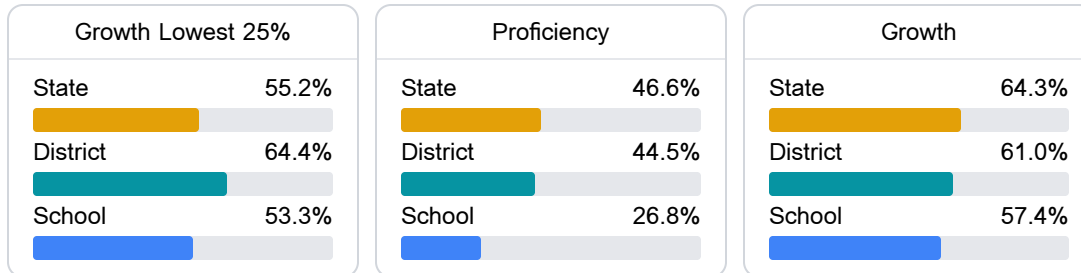 Growth Lowest 25%
State 55.2%
District 64.4%
School 53.3%
Proficiency
State 46.6%
District 44.5%
School 26.8%
Growth
State 64.3%
District 61.0%
School 57.4%